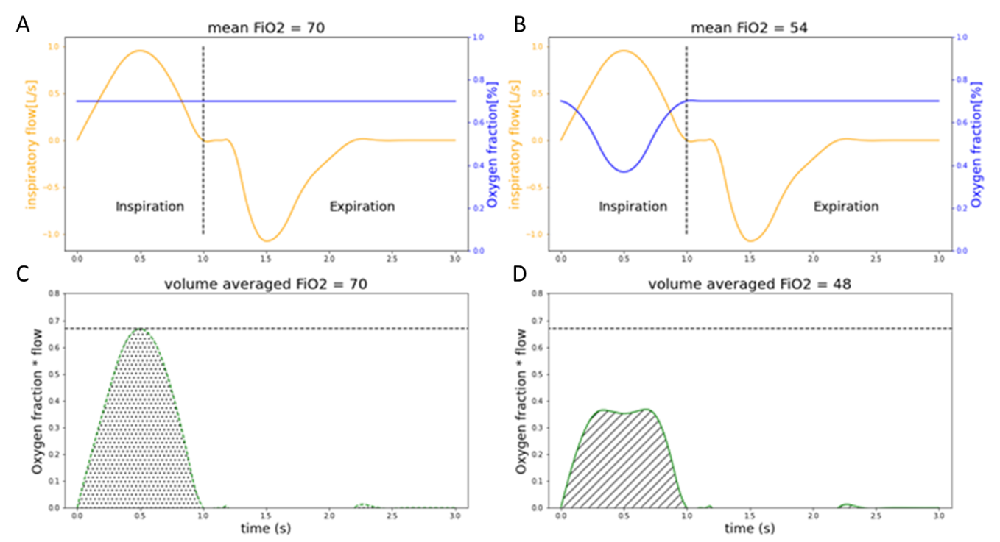 A
mean FiO2 = 70
inspiratory flow[L/s]
1.0
0.5
0.0
−0.5
−1.0
Inspiration
Expiration
1.0
0.8
0.6
0.4
0.2
0.0
Oxygen fraction[%]
0.0 0.5 1.0 1.5 2.0 2.5 3.0
B
mean FiO2 = 54
inspiratory flow[L/s]
1.0
0.5
0.0
−0.5
−1.0
Inspiration
Expiration
1.0
0.8
0.6
0.4
0.2
0.0
Oxygen fraction[%]
0.0 0.5 1.0 1.5 2.0 2.5 3.0
C
volume averaged FiO2 = 70
Oxygen fraction * flow
0.8
0.7
0.6
0.5
0.4
0.3
0.2
0.1
0.0
0.0 0.5 1.0 1.5 2.0 2.5 3.0
time (s)
D
volume averaged FiO2 = 48
Oxygen fraction * flow
0.8
0.7
0.6
0.5
0.4
0.3
0.2
0.1
0.0
0.0 0.5 1.0 1.5 2.0 2.5 3.0
time (s)